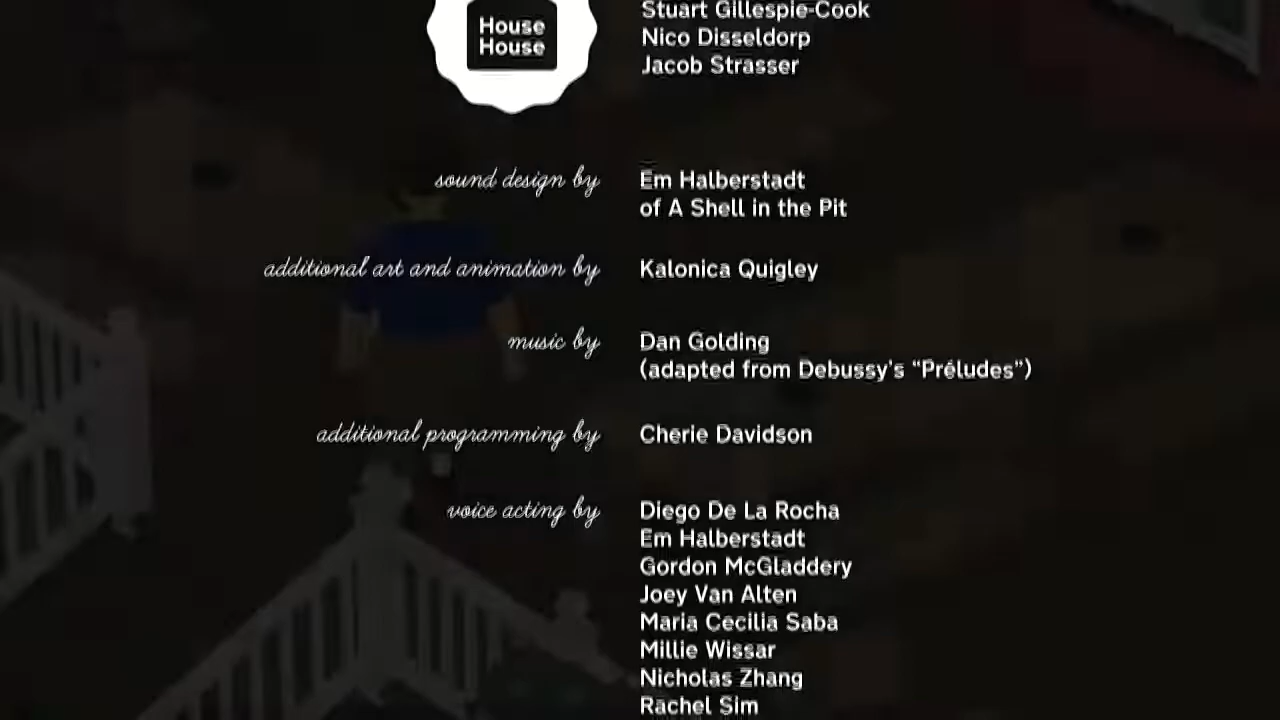 House
House
Stuart Gillespie-Cook
Nico Disseldorp
Jacob Strasser
sound design by
Em Halberstadt
of A Shell in the Pit
additional art and animation by
Kalonica Quigley
music by
Dan Golding
(adapted from Debussy's “Préludes”)
additional programming by
Cherie Davidson
voice acting by
Diego De La Rocha
Em Halberstadt
Gordon McGladdery
Joey Van Alten
Maria Cecilia Saba
Millie Wissar
Nicholas Zhang
Rachel Sim